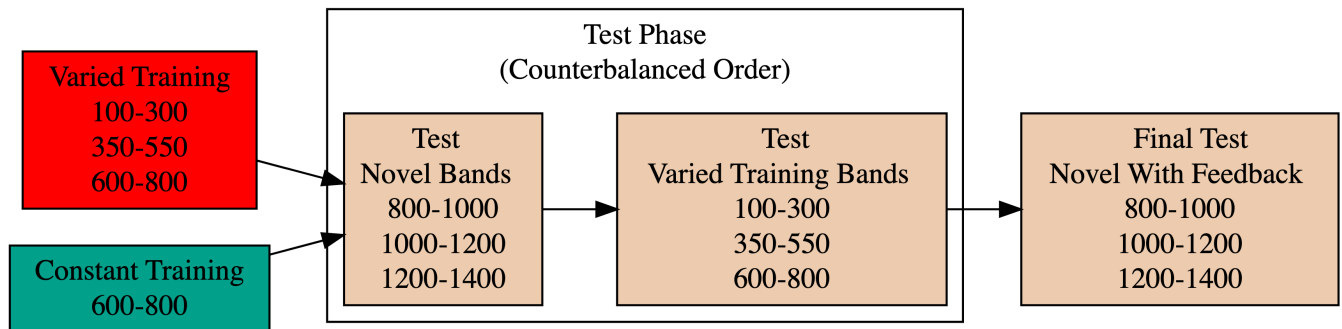 Varied Training
100-300
350-550
600-800
Constant Training
600-800
Test Phase
(Counterbalanced Order)
Test
Novel Bands
800-1000
1000-1200
1200-1400
Test
Varied Training Bands
100-300
350-550
600-800
Final Test
Novel With Feedback
800-1000
1000-1200
1200-1400